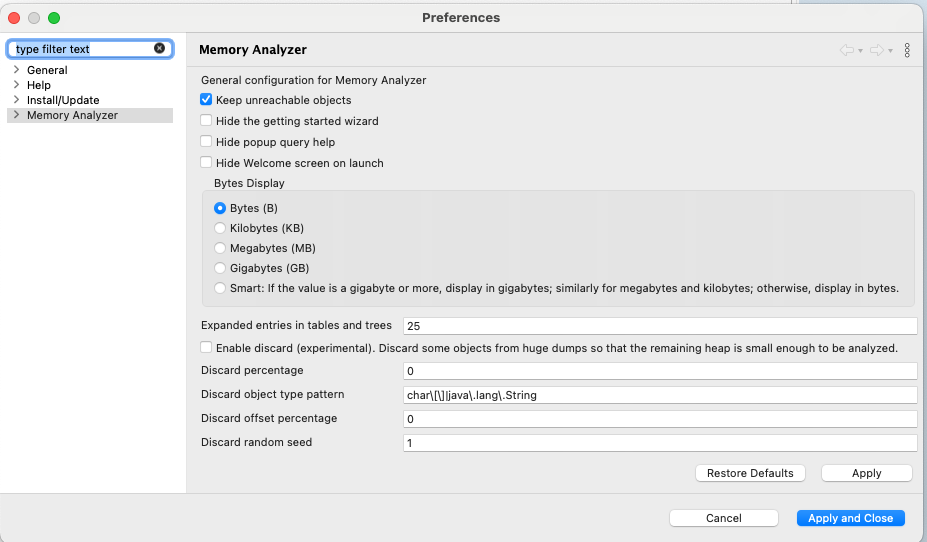 Preferences
type filter text
General
Help
Install/Update
Memory Analyzer
Memory Analyzer
General configuration for Memory Analyzer
Keep unreachable objects
Hide the getting started wizard
Hide popup query help
Hide Welcome screen on launch
Bytes Display
Bytes (B)
Kilobytes (KB)
Megabytes (MB)
Gigabytes (GB)
Smart: If the value is a gigabyte or more, display in gigabytes; similarly for megabytes and kilobytes; otherwise, display in bytes.
Expanded entries in tables and trees 25
Enable discard (experimental). Discard some objects from huge dumps so that the remaining heap is small enough to be analyzed.
Discard percentage 0
Discard object type pattern char\[\]|java\.lang\.String
Discard offset percentage 0
Discard random seed 1
Restore Defaults Apply
Cancel Apply and Close